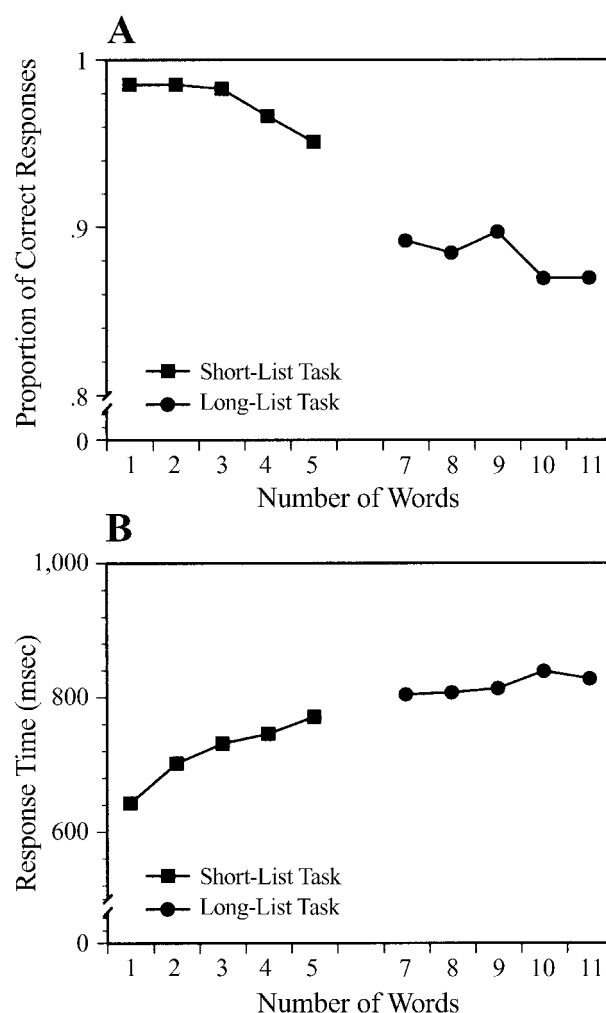 A
1
.9
.8
0
Proportion of Correct Responses
Short-List Task
Long-List Task
1 2 3 4 5 7 8 9 10 11
Number of Words
B
1,000
800
600
0
Response Time (msec)
Short-List Task
Long-List Task
1 2 3 4 5 7 8 9 10 11
Number of Words